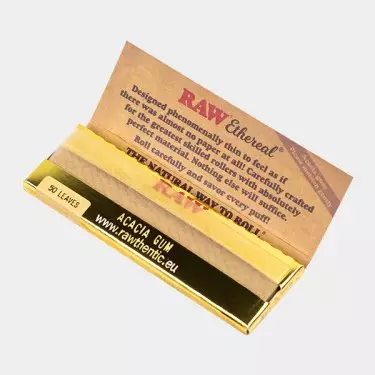 RAW Ethereal
Designed phenomenally thin to feel as if
there was almost no paper at all! Carefully crafted
for the greatest skilled rollers with absolutely
perfect material. Nothing else will suffice.
Roll carefully and savor every puff!
THE NATURAL WAY TO ROLL
RAW
50 LEAVES
ACACIA GUM
www.rawthentic.eu